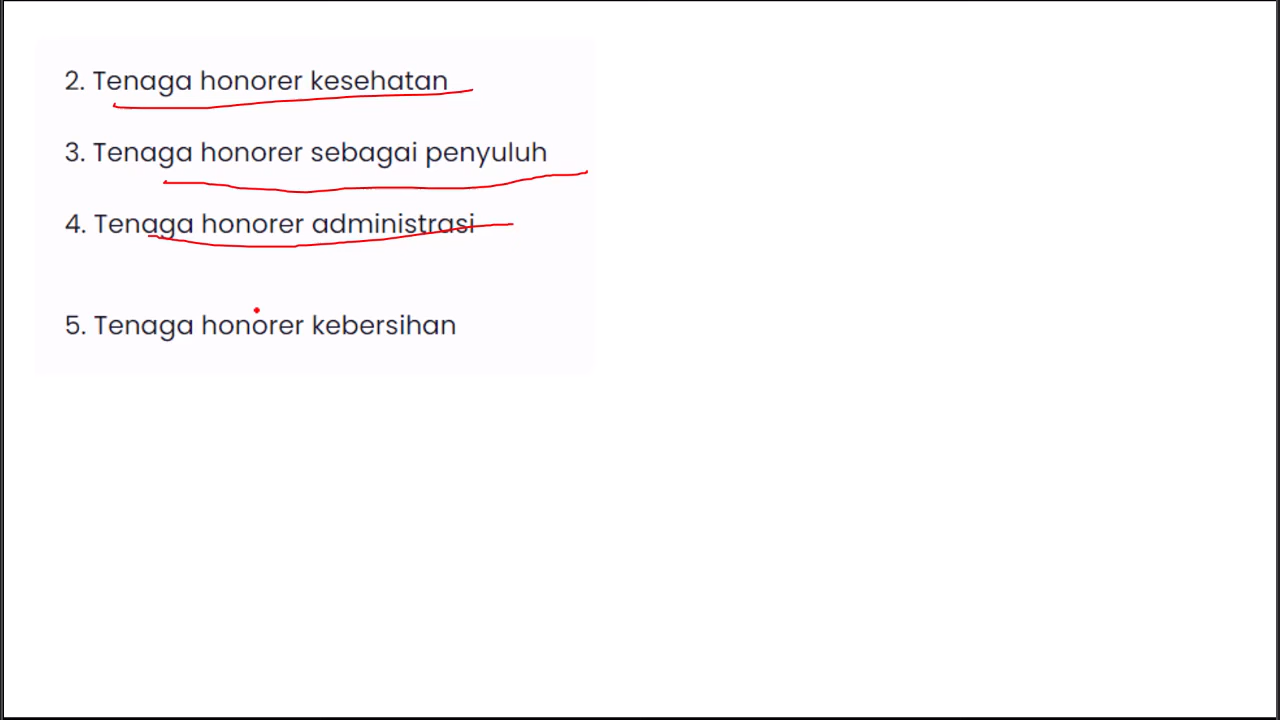 2. Tenaga honorer kesehatan
3. Tenaga honorer sebagai penyuluh
4. Tenaga honorer administrasi
5. Tenaga honorer kebersihan